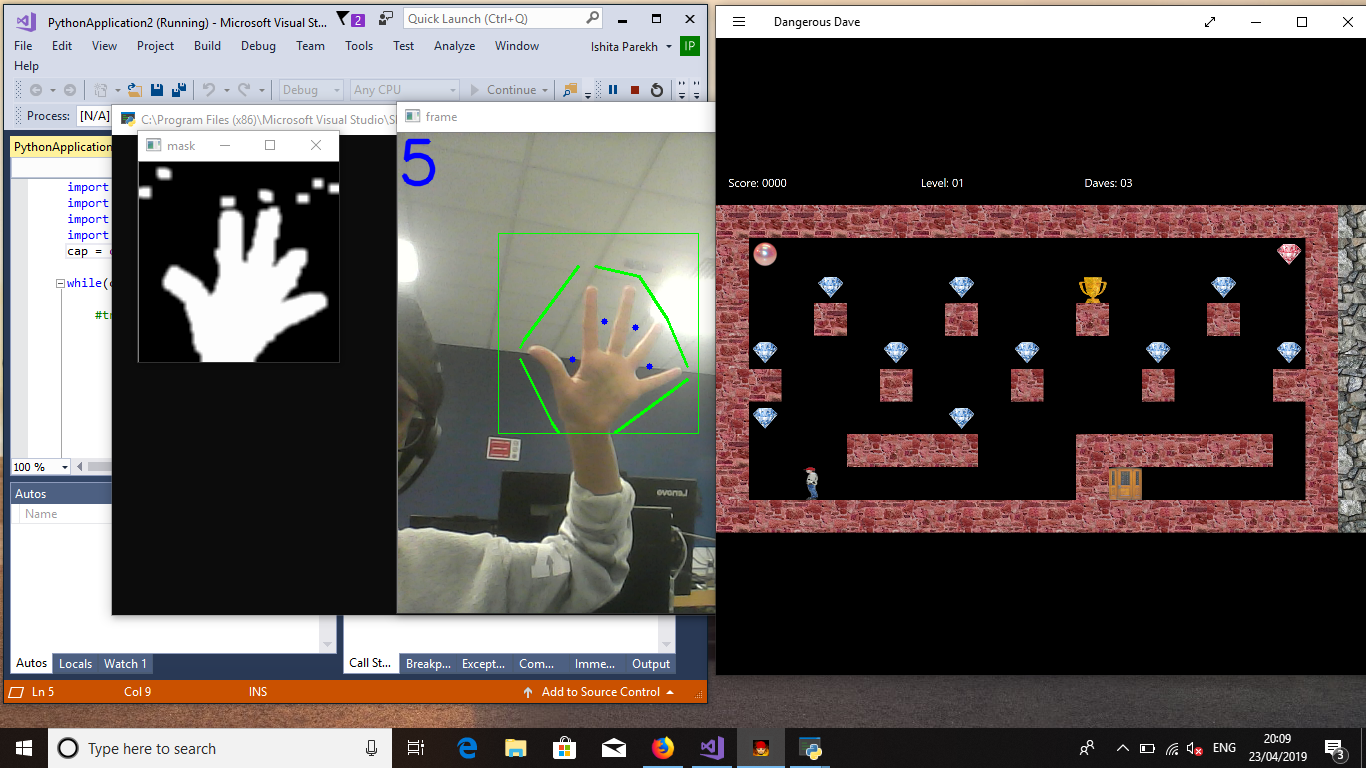 PythonApplication2 (Running) - Microsoft Visual St...
2
Quick Launch (Ctrl+Q)
File Edit View Project Build Debug Team Tools Test Analyze Window
Ishita Parekh
IP
Help
Debug
Any CPU
Continue
Process: [N/A]
C:\Program Files (x86)\Microsoft Visual Studio\S
PythonApplication
mask
frame
5
import
import
import
import
cap =
while(
#t
Lenovo
100 %
Autos
Name
Autos Locals Watch 1
Call St... Breakp... Except... Com... Imme... Output
Ln 5 Col 9 INS
Add to Source Control
Dangerous Dave
Score: 0000 Level: 01 Daves: 03
Type here to search
ENG
20:09
23/04/2019
3